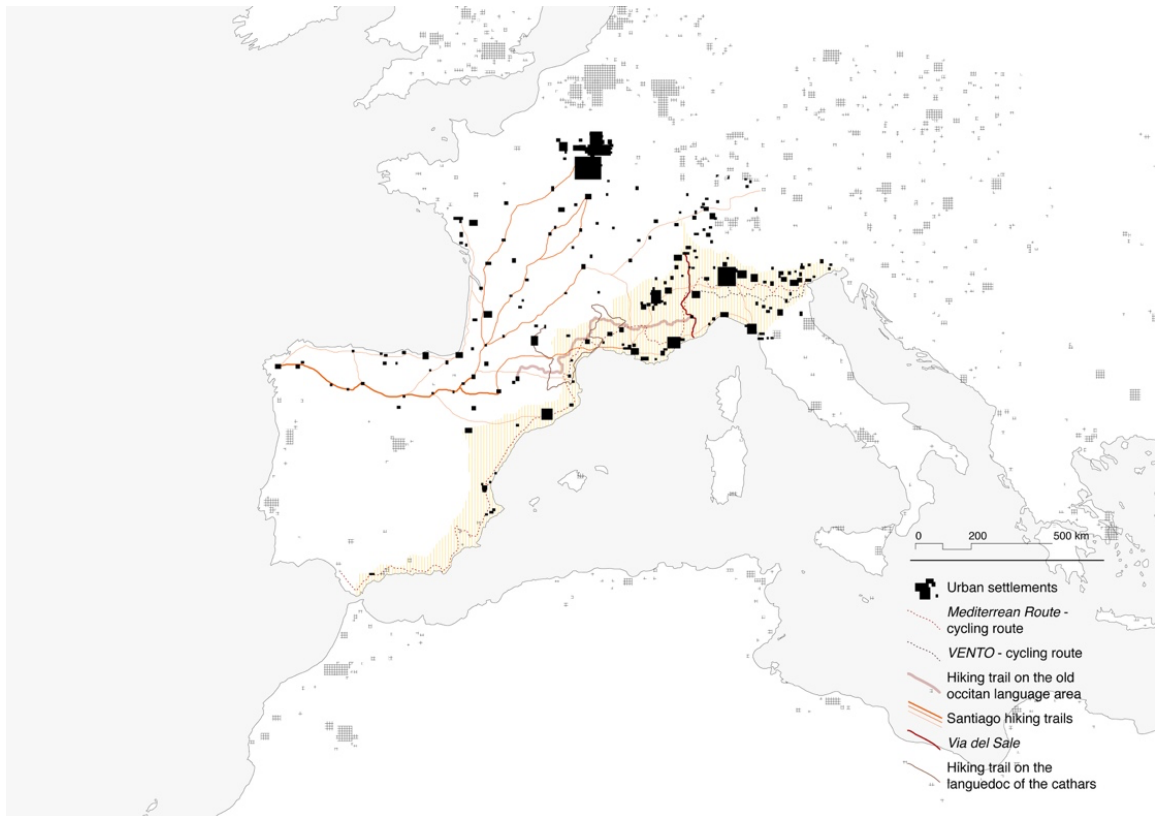 0 200 500 km
Urban settlements
Mediterrean Route -
cycling route
VENTO - cycling route
Hiking trail on the old
occitan language area
Santiago hiking trails
Via del Sale
Hiking trail on the
languedoc of the cathars